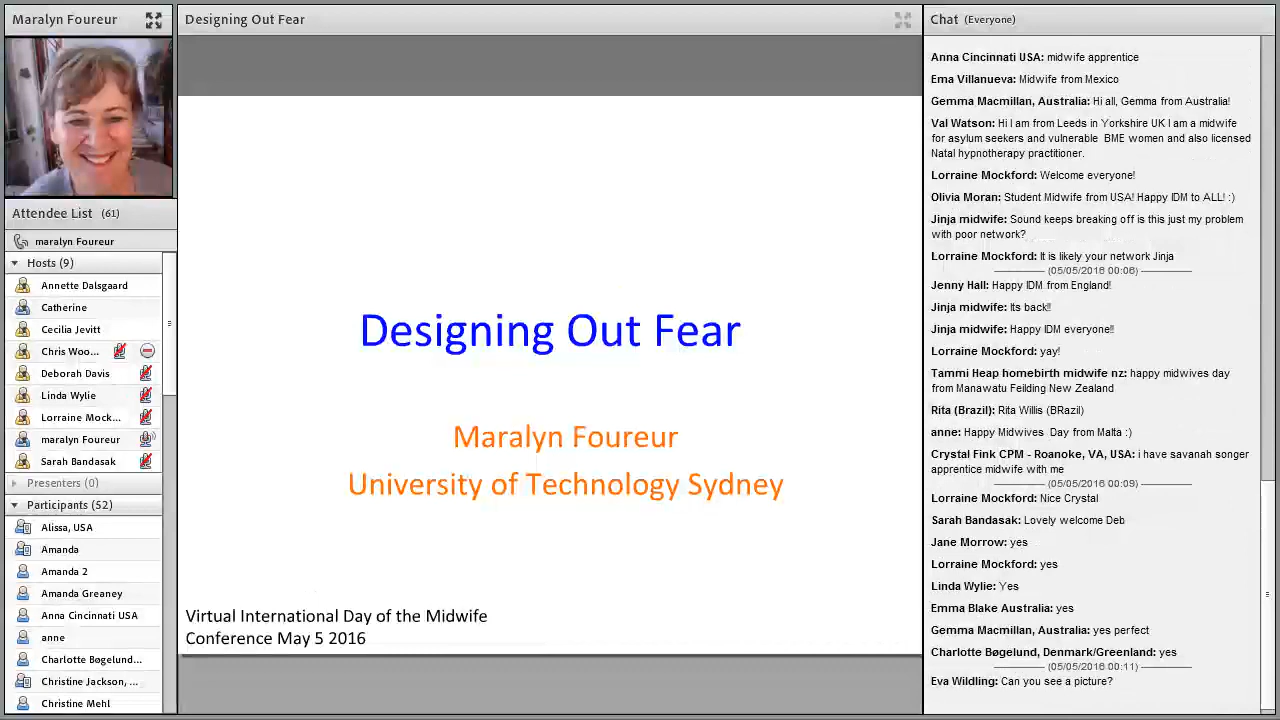 Maralyn Foureur
Attendee List (61)
maralyn Foureur
Hosts (9)
Annette Dalsgaard
Catherine
Cecilia Jevitt
Chris Woo...
Deborah Davis
Linda Wylie
Lorraine Mock...
maralyn Foureur
Sarah Bandasak
Presenters (0)
Participants (52)
Alissa, USA
Amanda
Amanda 2
Amanda Greaney
Anna Cincinnati USA
anne
Charlotte Bøgelund...
Christine Jackson, ...
Christine Mehl
Designing Out Fear
Designing Out Fear
Maralyn Foureur
University of Technology Sydney
Virtual International Day of the Midwife
Conference May 5 2016
Chat (Everyone)
Anna Cincinnati USA: midwife apprentice
Ema Villanueva: Midwife from Mexico
Gemma Macmillan, Australia: Hi all, Gemma from Australia!
Val Watson: Hi I am from Leeds in Yorkshire UK I am a midwife
for asylum seekers and vulnerable BME women and also licensed
Natal hypnotherapy practitioner.
Lorraine Mockford: Welcome everyone!
Olivia Moran: Student Midwife from USA! Happy IDM to ALL! :)
Jinja midwife: Sound keeps breaking off is this just my problem
with poor network?
Lorraine Mockford: It is likely your network Jinja
(05/05/2016 00:06)
Jenny Hall: Happy IDM from England!
Jinja midwife: Its back!!
Jinja midwife: Happy IDM everyone!!
Lorraine Mockford: yay!
Tammi Heap homebirth midwife nz: happy midwives day
from Manawatu Feilding New Zealand
Rita (Brazil): Rita Willis (BRazil)
anne: Happy Midwives Day from Malta :)
Crystal Fink CPM - Roanoke, VA, USA: i have savanah songer
apprentice midwife with me
(05/05/2016 00:09)
Lorraine Mockford: Nice Crystal
Sarah Bandasak: Lovely welcome Deb
Jane Morrow: yes
Lorraine Mockford: yes
Linda Wylie: Yes
Emma Blake Australia: yes
Gemma Macmillan, Australia: yes perfect
Charlotte Bøgelund, Denmark/Greenland: yes
(05/05/2016 00:11)
Eva Wildling: Can you see a picture?